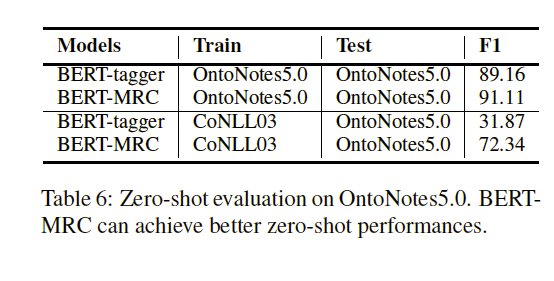 Models Train Test F1
BERT-tagger OntoNotes5.0 OntoNotes5.0 89.16
BERT-MRC OntoNotes5.0 OntoNotes5.0 91.11
BERT-tagger CoNLL03 OntoNotes5.0 31.87
BERT-MRC CoNLL03 OntoNotes5.0 72.34
Table 6: Zero-shot evaluation on OntoNotes5.0. BERT-
MRC can achieve better zero-shot performances.